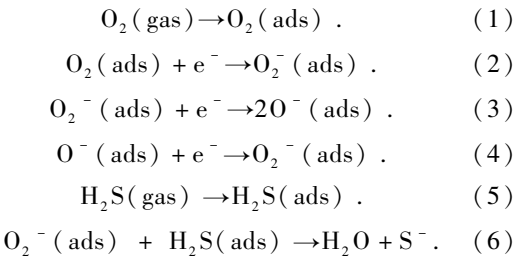 O₂(gas)→O₂(ads) . (1)
O₂(ads) + e⁻→O₂⁻(ads) . (2)
O₂⁻(ads) + e⁻→2O⁻(ads) . (3)
O⁻(ads) + e⁻→O₂⁻(ads) . (4)
H₂S(gas) →H₂S(ads) . (5)
O₂⁻(ads) + H₂S(ads) →H₂O + S⁻. (6)